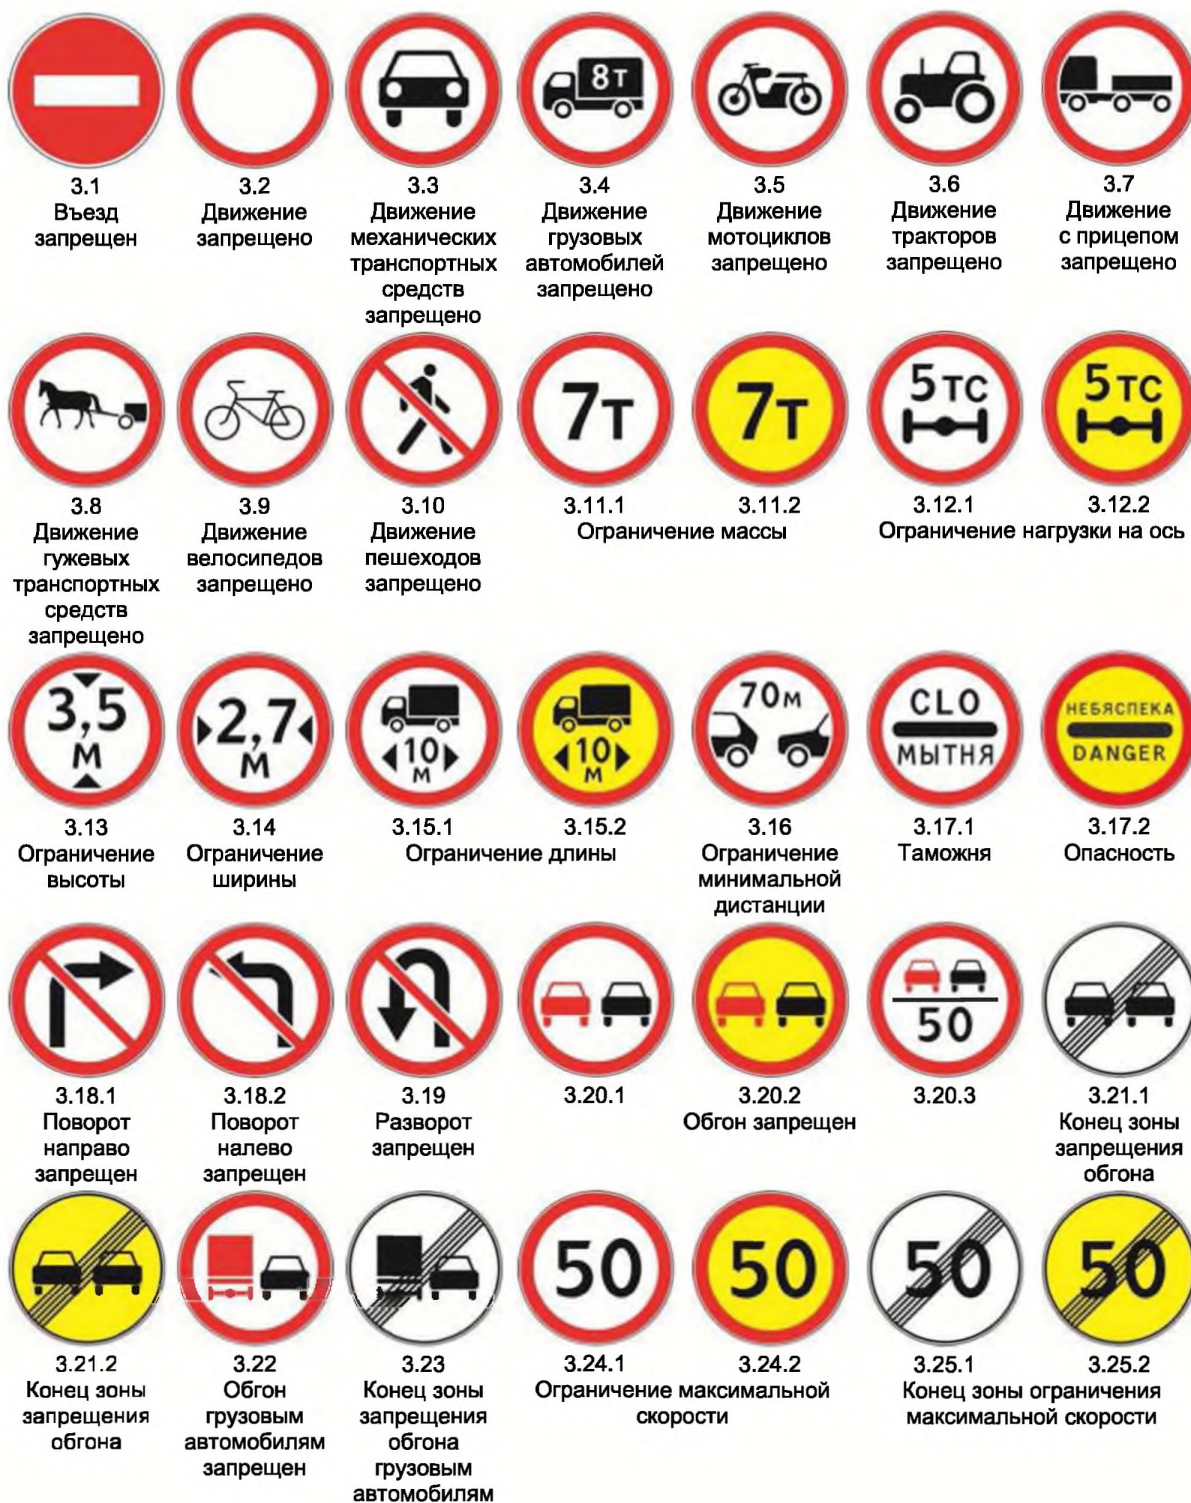 8т
3.1
Въезд
запрещен
3.2
Движение
запрещено
3.3
Движение
механических
транспортных
средств
запрещено
3.4
Движение
грузовых
автомобилей
запрещено
3.5
Движение
мотоциклов
запрещено
3.6
Движение
тракторов
запрещено
3.7
Движение
с прицепом
запрещено
7т
7т
5тс
5тс
3.8
Движение
гужевых
транспортных
средств
запрещено
3.9
Движение
велосипедов
запрещено
3.10
Движение
пешеходов
запрещено
3.11.1
3.11.2
Ограничение массы
3.12.1
3.12.2
Ограничение нагрузки на ось
3,5
м
2,7
м
10
м
10
м
70м
CLO
МЫТНЯ
НЕБЯСПЕКА
DANGER
3.13
Ограничение
высоты
3.14
Ограничение
ширины
3.15.1
3.15.2
Ограничение длины
3.16
Ограничение
минимальной
дистанции
3.17.1
Таможня
3.17.2
Опасность
50
3.18.1
Поворот
направо
запрещен
3.18.2
Поворот
налево
запрещен
3.19
Разворот
запрещен
3.20.1
3.20.2
3.20.3
Обгон запрещен
3.21.1
Конец зоны
запрещения
обгона
50
50
50
50
3.21.2
Конец зоны
запрещения
обгона
3.22
Обгон
грузовым
автомобилям
запрещен
3.23
Конец зоны
запрещения
обгона
грузовым
автомобилям
3.24.1
3.24.2
Ограничение максимальной
скорости
3.25.1
3.25.2
Конец зоны ограничения
максимальной скорости